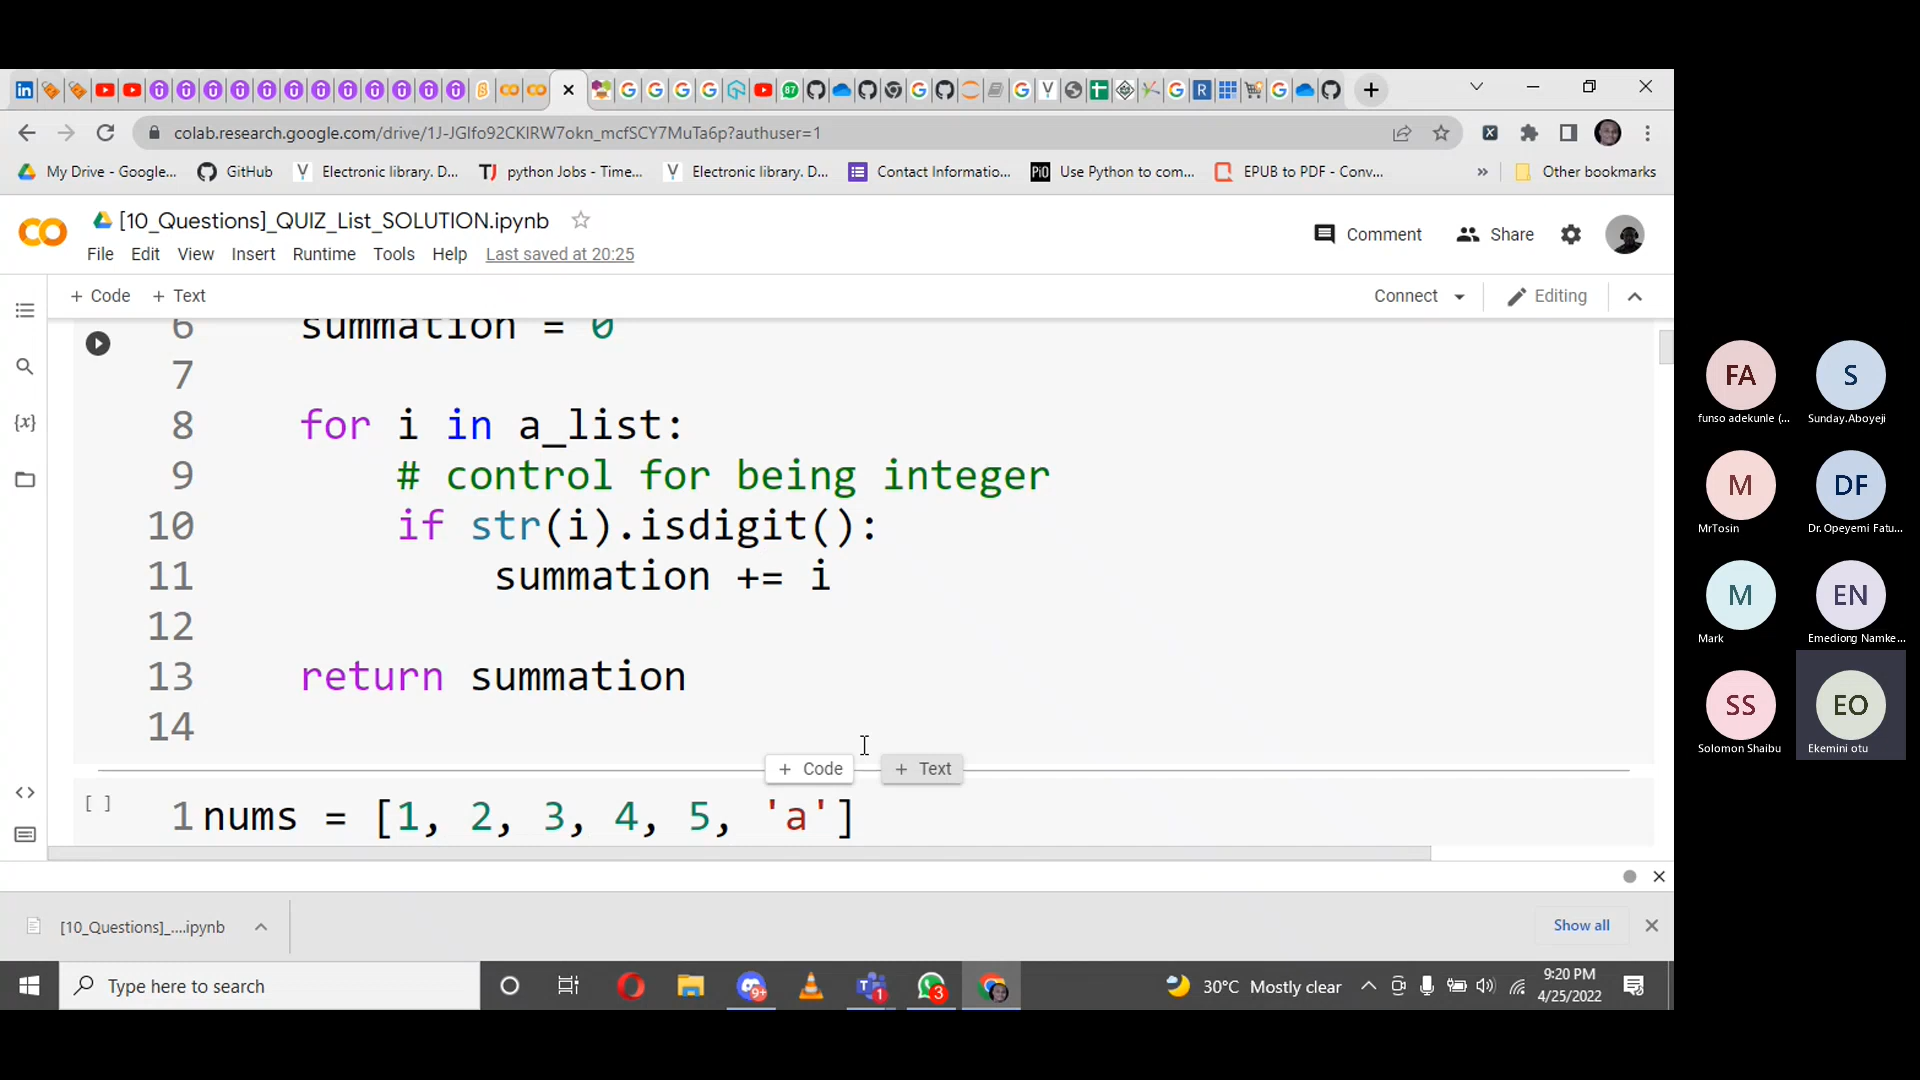 colab.research.google.com/drive/1J-JGlfo92CKlRW7okn_mcfSCY7MuTa6p?authuser=1
My Drive - Google...
GitHub
Electronic library. D...
python Jobs - Time...
Electronic library. D...
Contact Informatio...
Use Python to com...
EPUB to PDF - Conv...
»
Other bookmarks
[10_Questions]_QUIZ_List_SOLUTION.ipynb
File Edit View Insert Runtime Tools Help Last saved at 20:25
Comment
Share
+ Code + Text
Connect
Editing
6 summation = 0
7
8 for i in a_list:
9 # control for being integer
10 if str(i).isdigit():
11 summation += i
12
13 return summation
14
+ Code + Text
[ ] 1 nums = [1, 2, 3, 4, 5, 'a']
[10_Questions]_....ipynb
Show all
Type here to search
30°C Mostly clear
9:20 PM
4/25/2022
FA
funso adekunle (...
S
Sunday.Aboyeji
M
MrTosin
DF
Dr. Opeyemi Fatu...
M
Mark
EN
Emediong Namke...
SS
Solomon Shaibu
EO
Ekemini otu